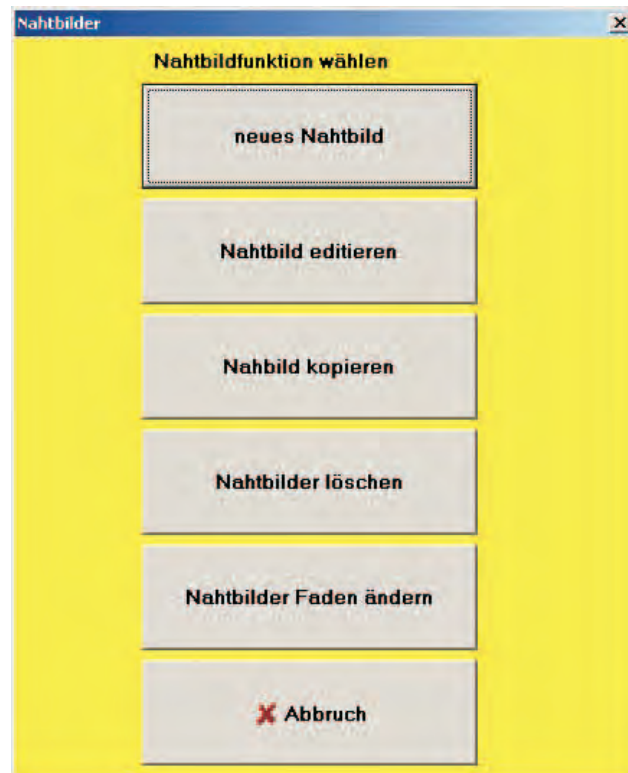 Nahtbilder
Nahtbildfunktion wählen
neues Nahtbild
Nahtbild editieren
Nahbild kopieren
Nahtbilder löschen
Nahtbilder Faden ändern
Abbruch